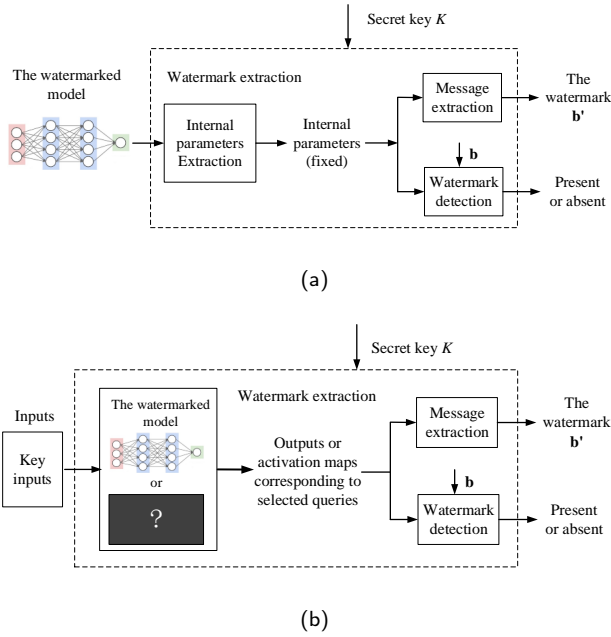 Secret key K
The watermarked
model
Watermark extraction
Internal
parameters
Extraction
Internal
parameters
(fixed)
Message
extraction
The
watermark
b'
b
Watermark
detection
Present
or absent
(a)
Secret key K
Watermark extraction
Inputs
Key
inputs
The watermarked
model
or
?
Outputs or
activation maps
corresponding to
selected queries
Message
extraction
The
watermark
b'
b
Watermark
detection
Present
or absent
(b)